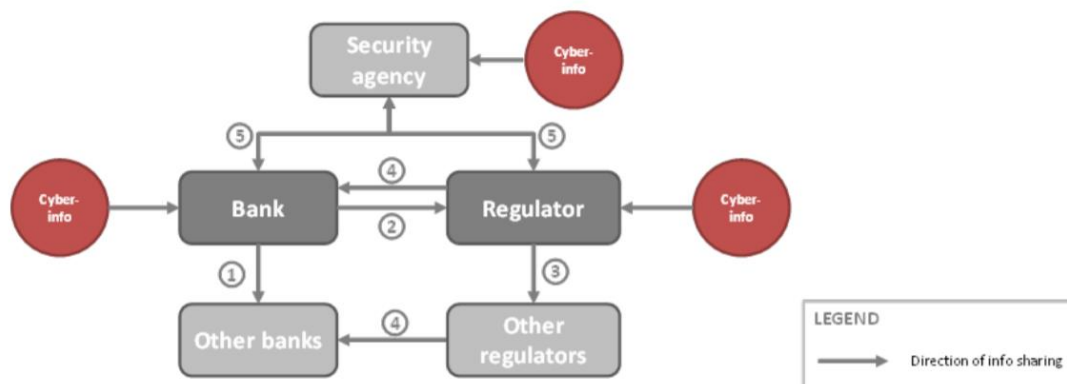 Security
agency
Cyber-
info
5
5
Cyber-
info
Bank
4
2
Regulator
Cyber-
info
1
3
Other banks
4
Other
regulators
LEGEND
Direction of info sharing